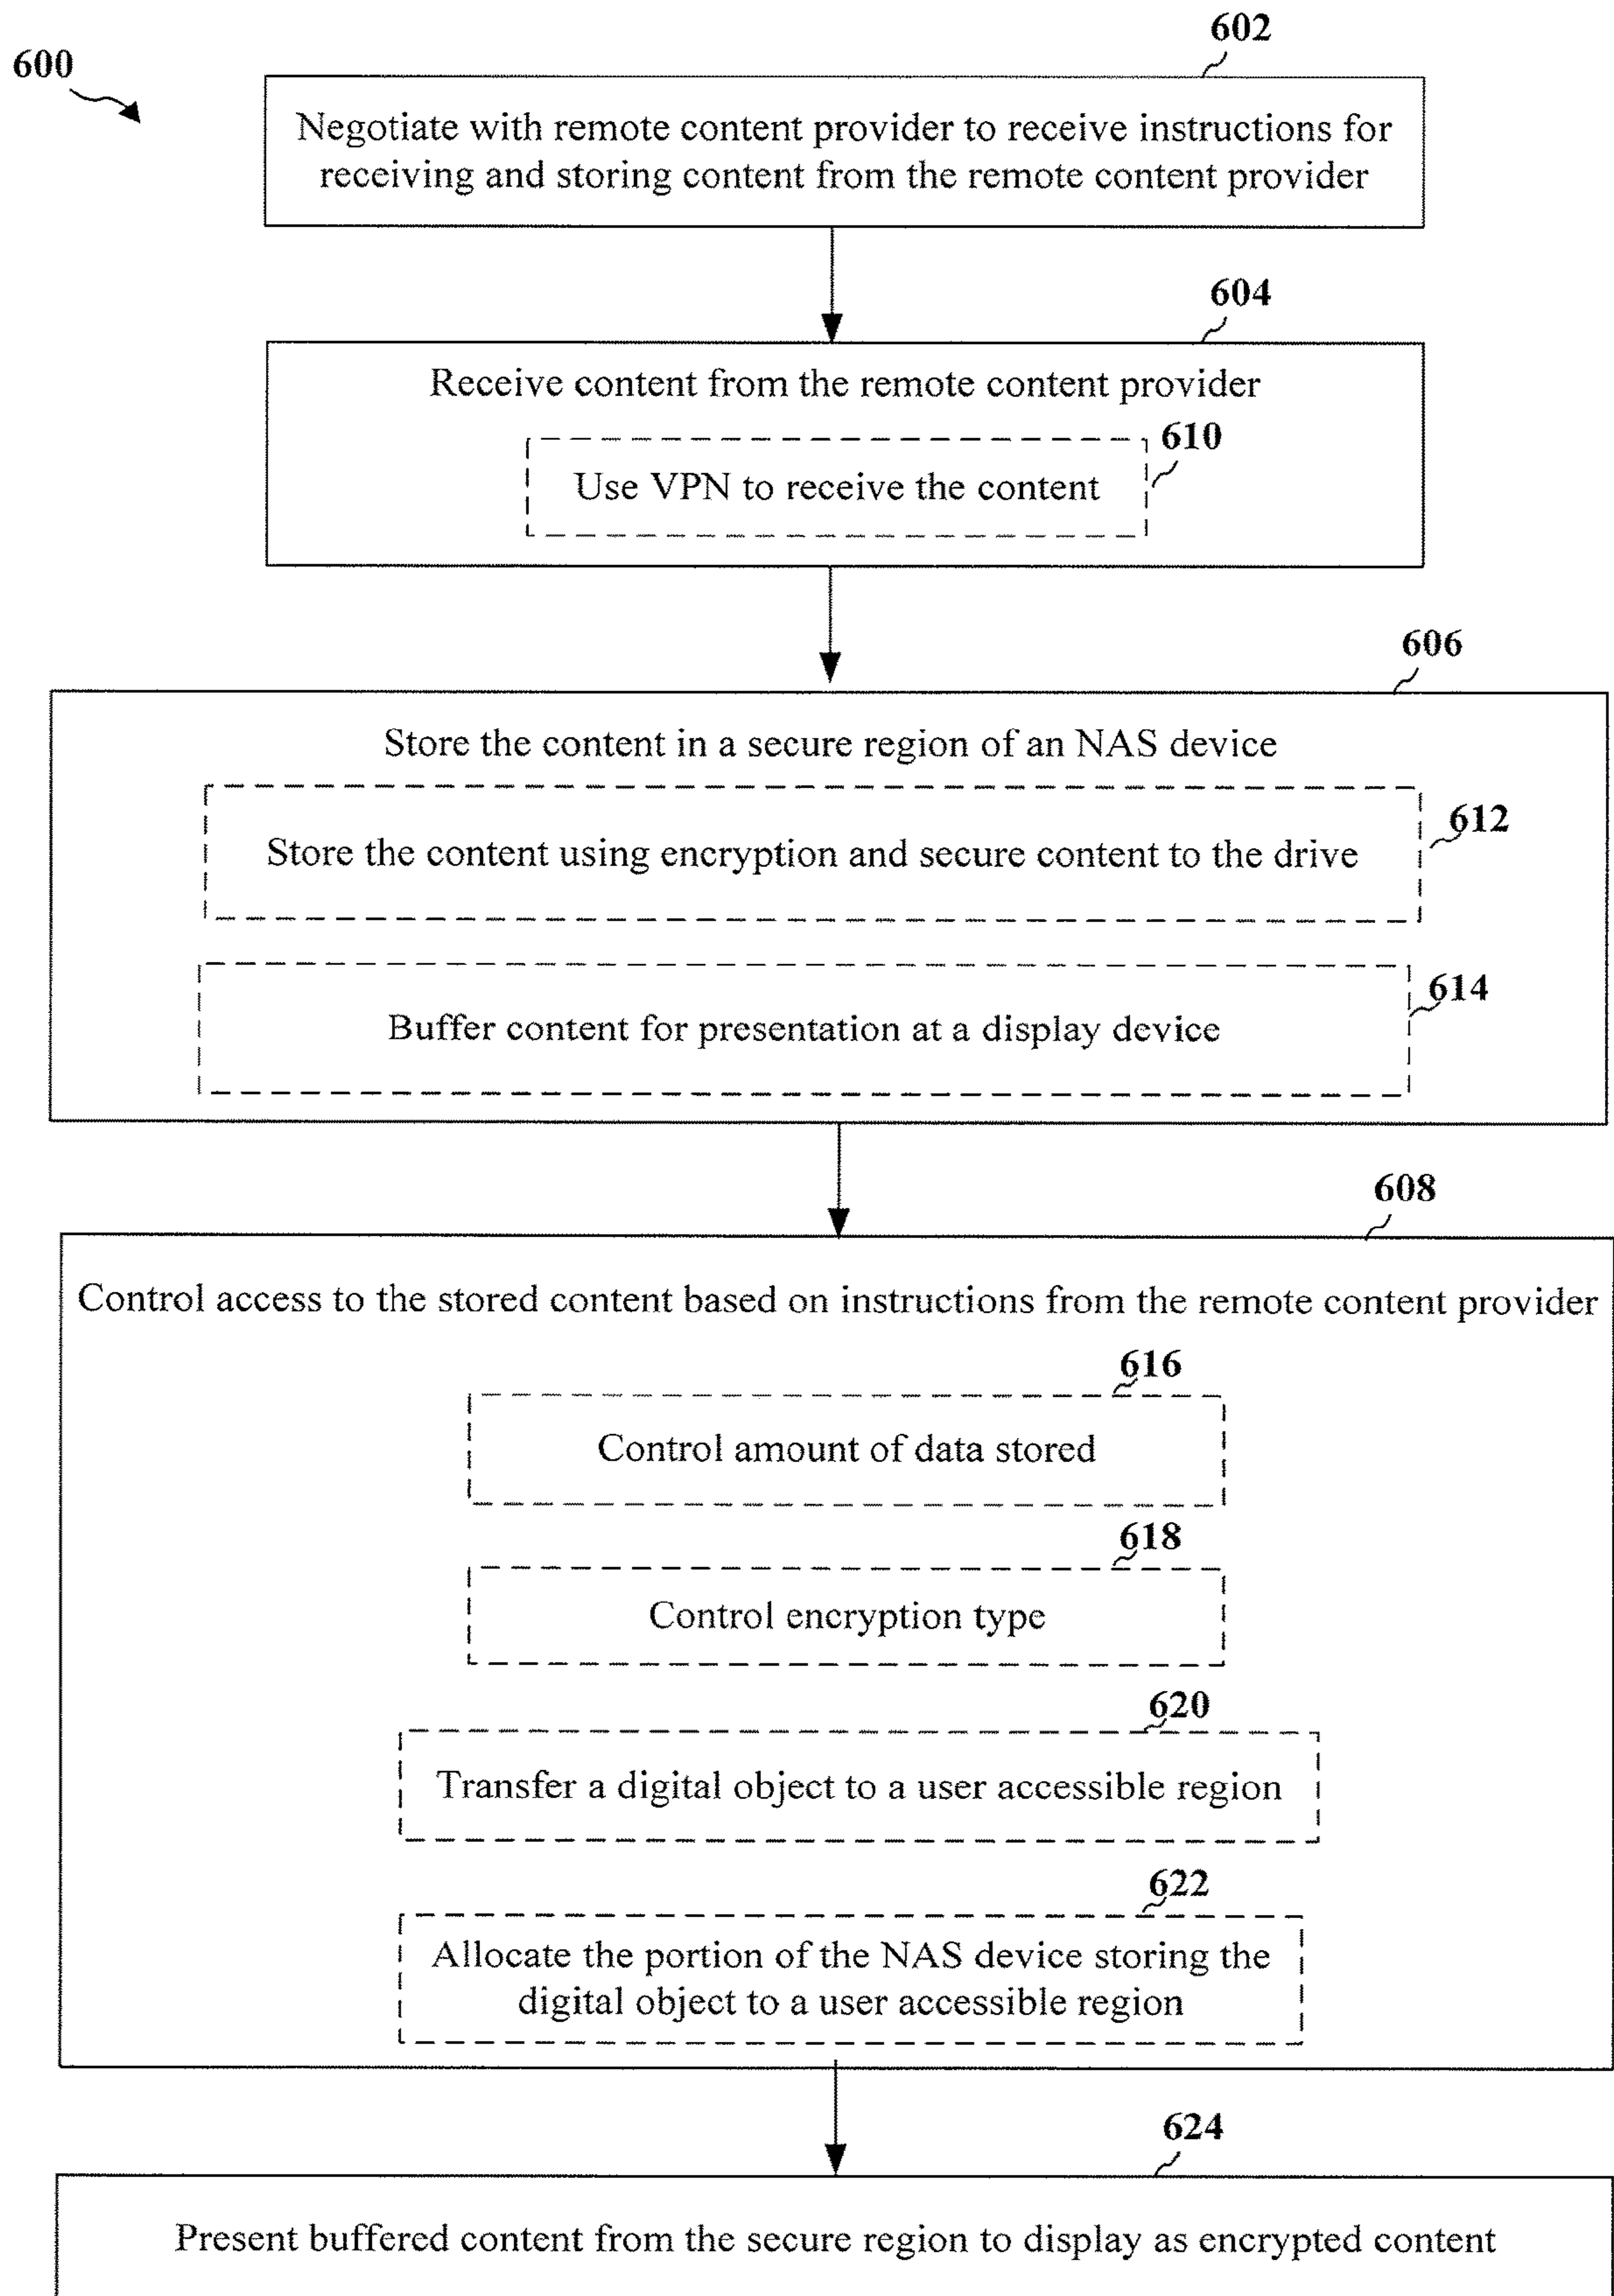 600
602
Negotiate with remote content provider to receive instructions for
receiving and storing content from the remote content provider
604
Receive content from the remote content provider
610
Use VPN to receive the content
606
Store the content in a secure region of an NAS device
612
Store the content using encryption and secure content to the drive
614
Buffer content for presentation at a display device
608
Control access to the stored content based on instructions from the remote content provider
616
Control amount of data stored
618
Control encryption type
620
Transfer a digital object to a user accessible region
622
Allocate the portion of the NAS device storing the
digital object to a user accessible region
624
Present buffered content from the secure region to display as encrypted content